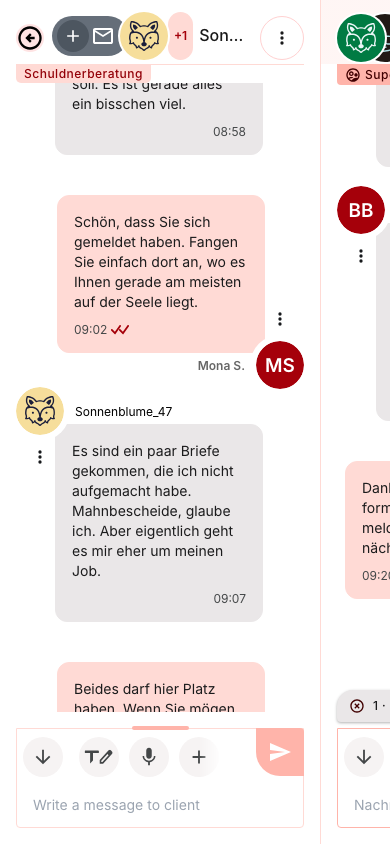 +1
Son...
Schuldnerberatung
soll. Es ist gerade alles
ein bisschen viel.
08:58
Schön, dass Sie sich
gemeldet haben. Fangen
Sie einfach dort an, wo es
Ihnen gerade am meisten
auf der Seele liegt.
09:02
Mona S.
MS
Sonnenblume_47
Es sind ein paar Briefe
gekommen, die ich nicht
aufgemacht habe.
Mahnbescheide, glaube
ich. Aber eigentlich geht
es mir eher um meinen
Job.
09:07
Beides darf hier Platz
haben. Wenn Sie mögen
T
Write a message to client
Supe
BB
Dan
form
meld
näch
09:20
1 ·
Nach